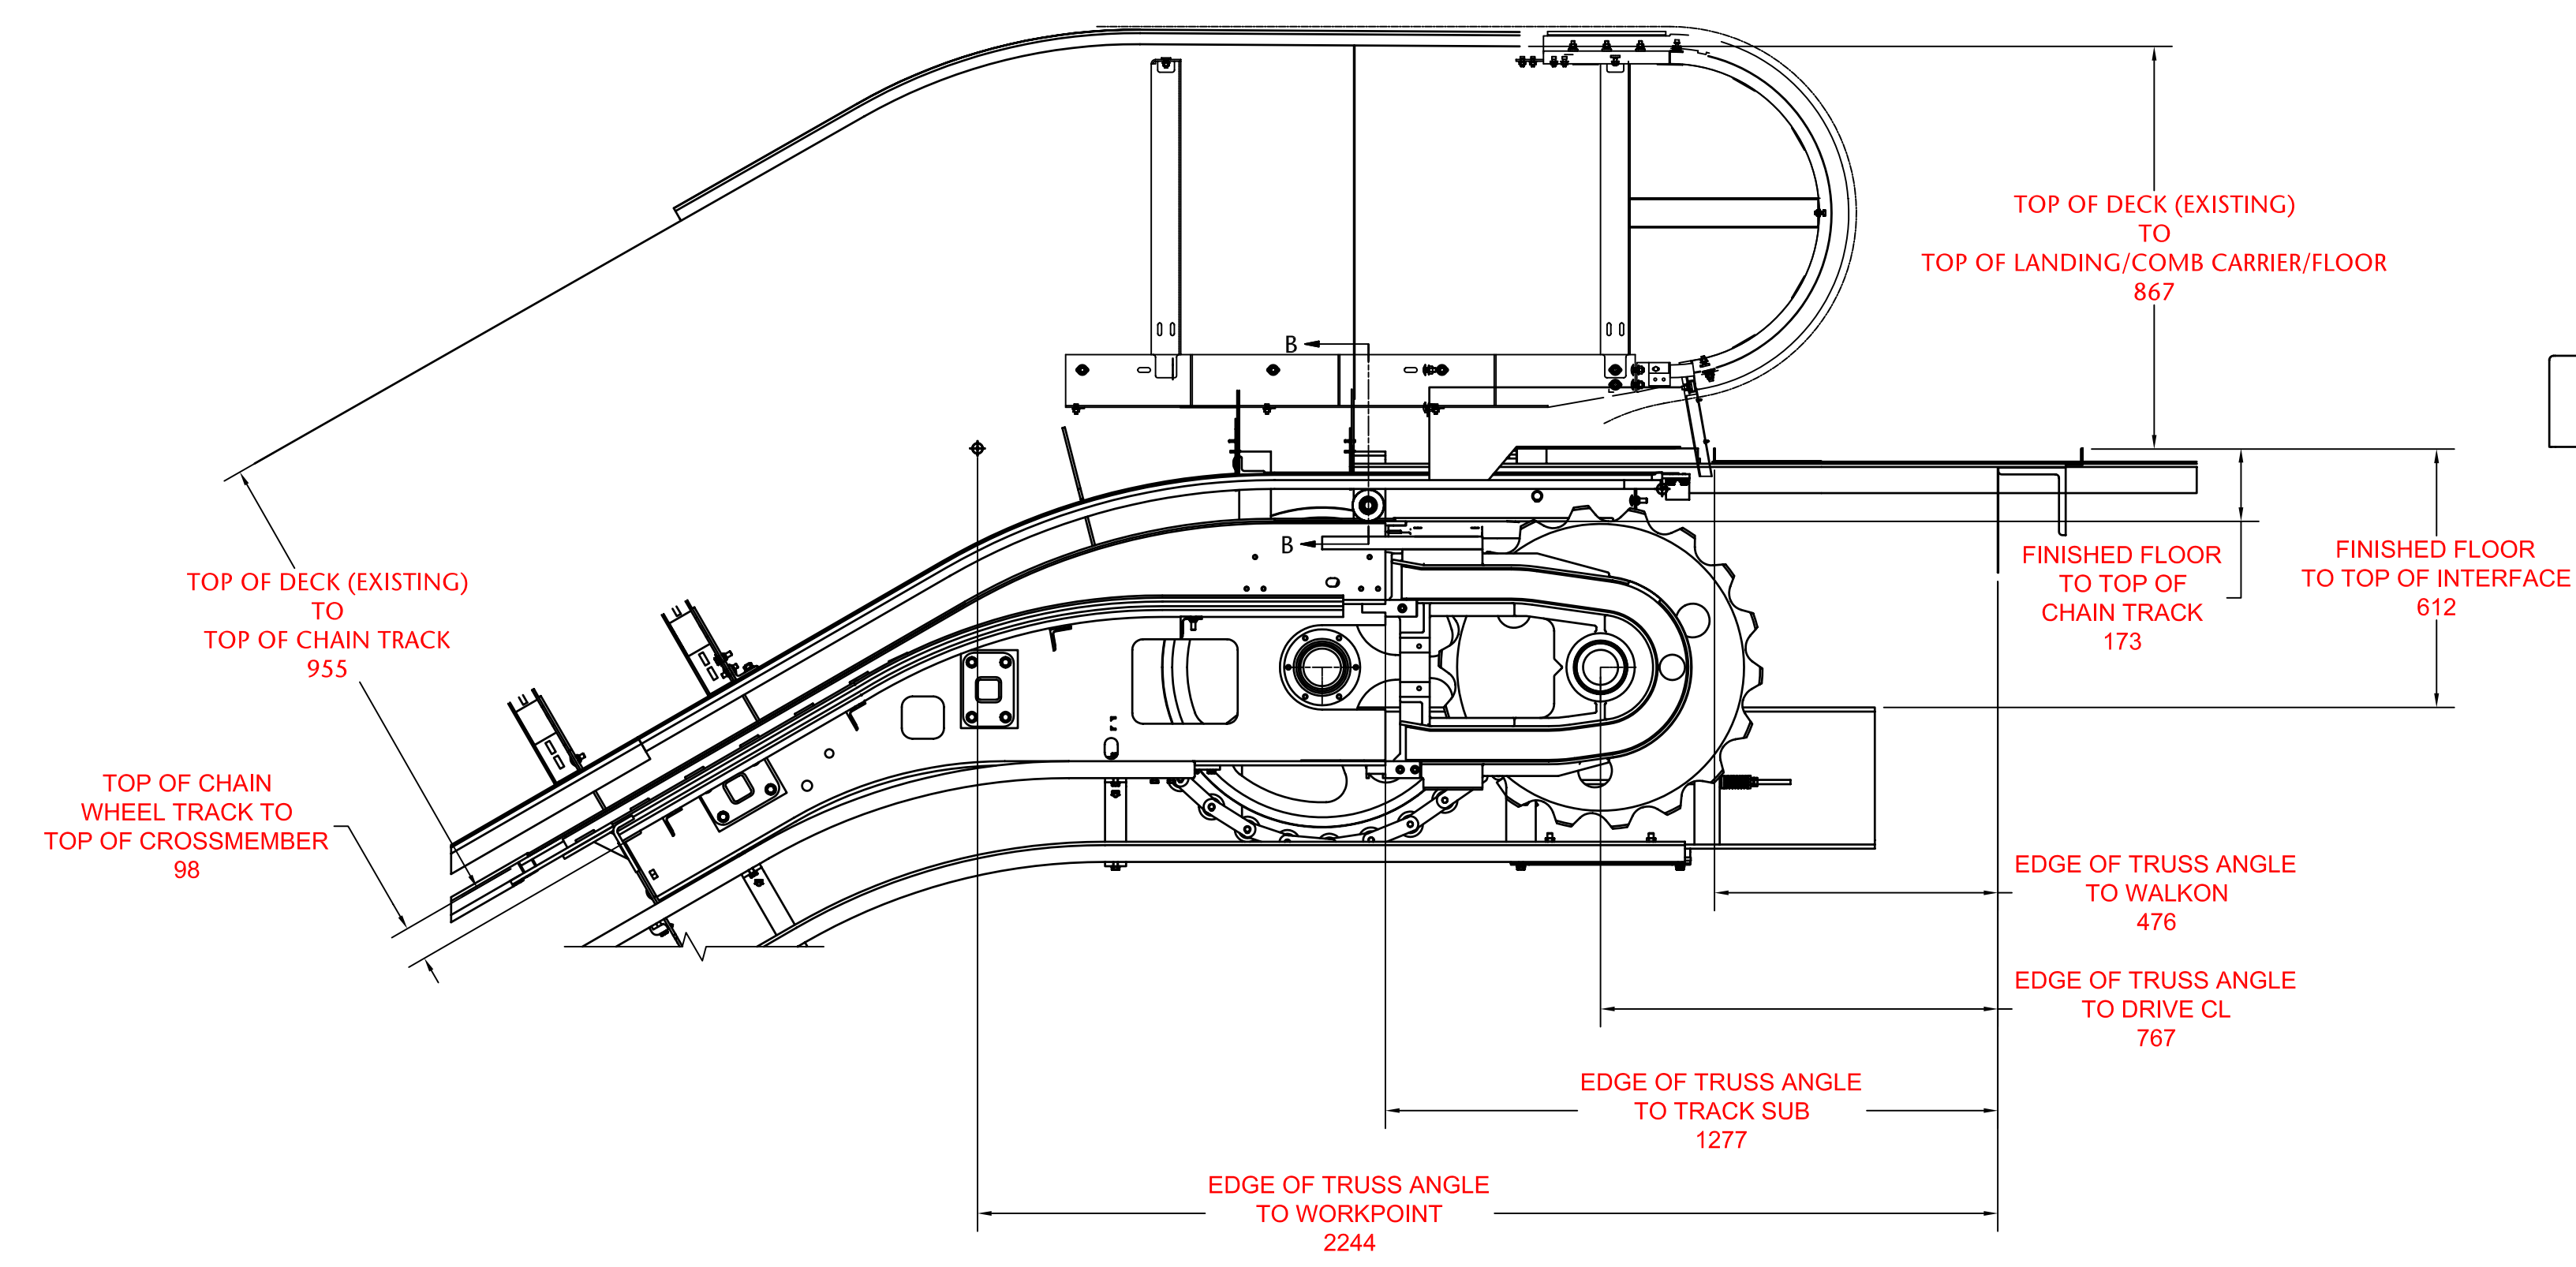 TOP OF DECK (EXISTING)
TO
TOP OF LANDING/COMB CARRIER/FLOOR
867
B
B
FINISHED FLOOR
TO TOP OF
CHAIN TRACK
173
FINISHED FLOOR
TO TOP OF INTERFACE
612
TOP OF DECK (EXISTING)
TO
TOP OF CHAIN TRACK
955
TOP OF CHAIN
WHEEL TRACK TO
TOP OF CROSSMEMBER
98
EDGE OF TRUSS ANGLE
TO WALKON
476
EDGE OF TRUSS ANGLE
TO DRIVE CL
767
EDGE OF TRUSS ANGLE
TO TRACK SUB
1277
EDGE OF TRUSS ANGLE
TO WORKPOINT
2244